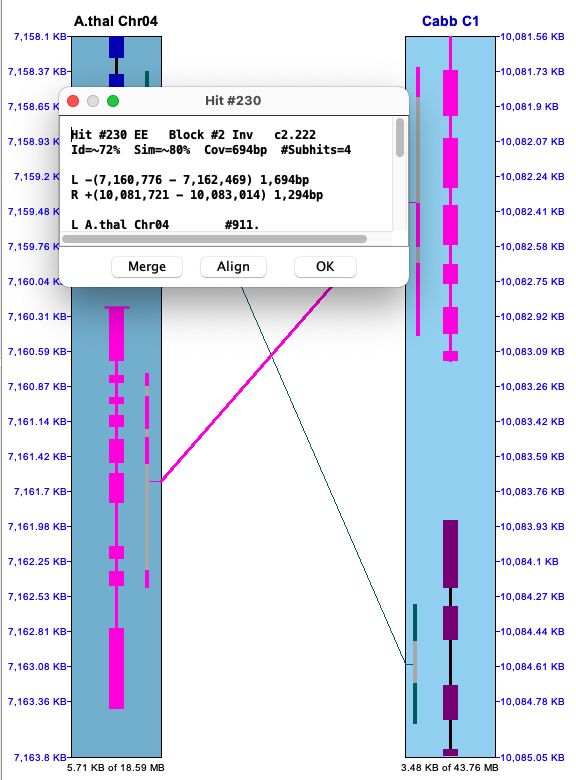 A.thal Chr04
Cabb C1
7,158.1 KB
7,158.37 KB
7,158.65 KB
7,158.93 KB
7,159.2 KB
7,159.48 KB
7,159.76 KB
7,160.04 KB
7,160.31 KB
7,160.59 KB
7,160.87 KB
7,161.14 KB
7,161.42 KB
7,161.7 KB
7,161.98 KB
7,162.25 KB
7,162.53 KB
7,162.81 KB
7,163.08 KB
7,163.36 KB
7,163.8 KB
5.71 KB of 18.59 MB
Hit #230
Hit #230 EE Block #2 Inv c2.222
Id=~72% Sim=~80% Cov=694bp #Subhits=4
L -(7,160,776 - 7,162,469) 1,694bp
R +(10,081,721 - 10,083,014) 1,294bp
L A.thal Chr04 #911.
Merge
Align
OK
10,081.56 KB
10,081.73 KB
10,081.9 KB
10,082.07 KB
10,082.24 KB
10,082.41 KB
10,082.58 KB
10,082.75 KB
10,082.92 KB
10,083.09 KB
10,083.26 KB
10,083.42 KB
10,083.59 KB
10,083.76 KB
10,083.93 KB
10,084.1 KB
10,084.27 KB
10,084.44 KB
10,084.61 KB
10,084.78 KB
10,085.05 KB
3.48 KB of 43.76 MB